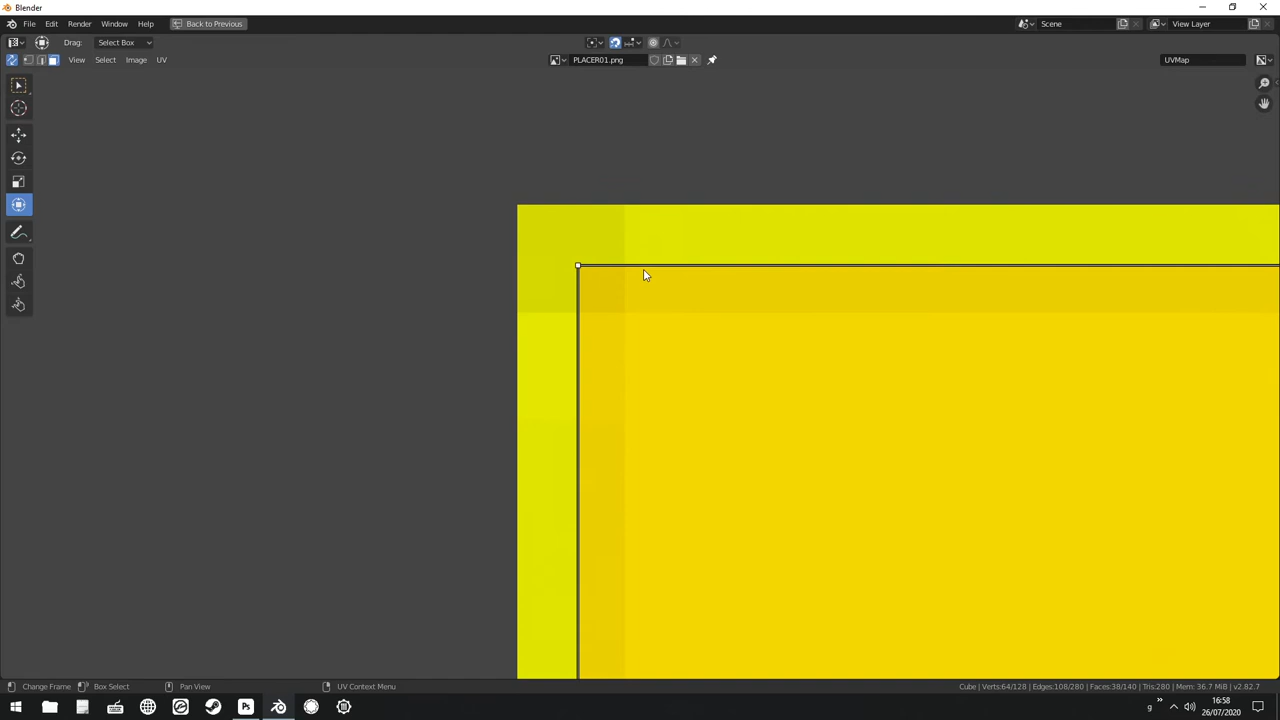 Blender
File Edit Render Window Help Back to Previous Scene View Layer
Drag: Select Box
View Select Image UV PLACER01.png UVMap
Change Frame Box Select Pan View UV Context Menu Cube | Verts:64/128 | Edges:108/280 | Faces:38/140 | Tris:280 | Mem: 36.7 MiB | v2.82.7
Ps g 16:58
26/07/2020